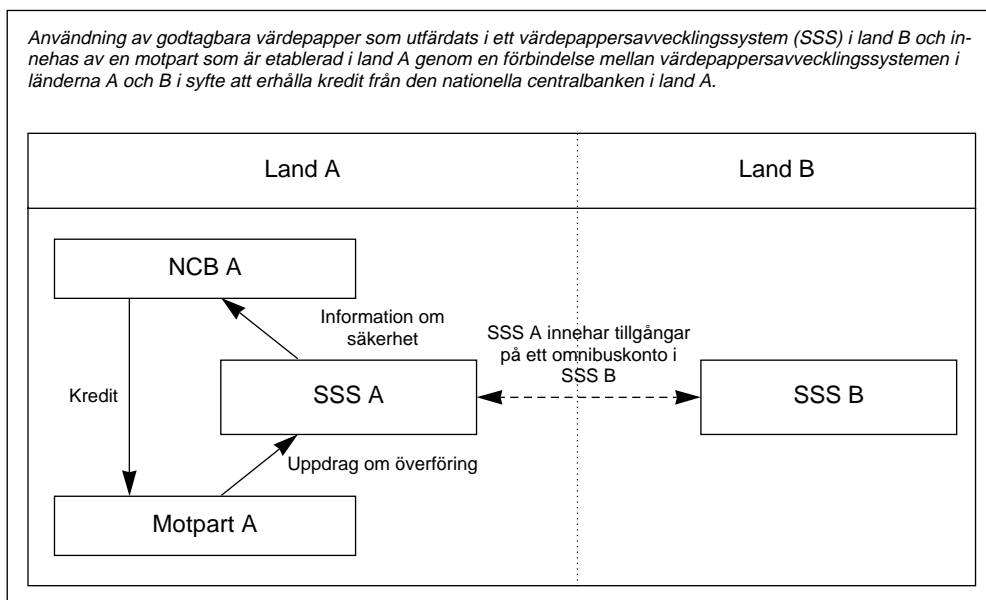 Användning av godtagbara värdepapper som utfärdats i ett värdepappersavvecklingssystem (SSS) i land B och in-
nehas av en motpart som är etablerad i land A genom en förbindelse mellan värdepappersavvecklingssystemen i
länderna A och B i syfte att erhålla kredit från den nationella centralbanken i land A.
Land A
Land B
NCB A
Information om
säkerhet
SSS A innehar tillgångar
på ett omnibuskonto i
SSS B
Kredit
SSS A
SSS B
Uppdrag om överföring
Motpart A